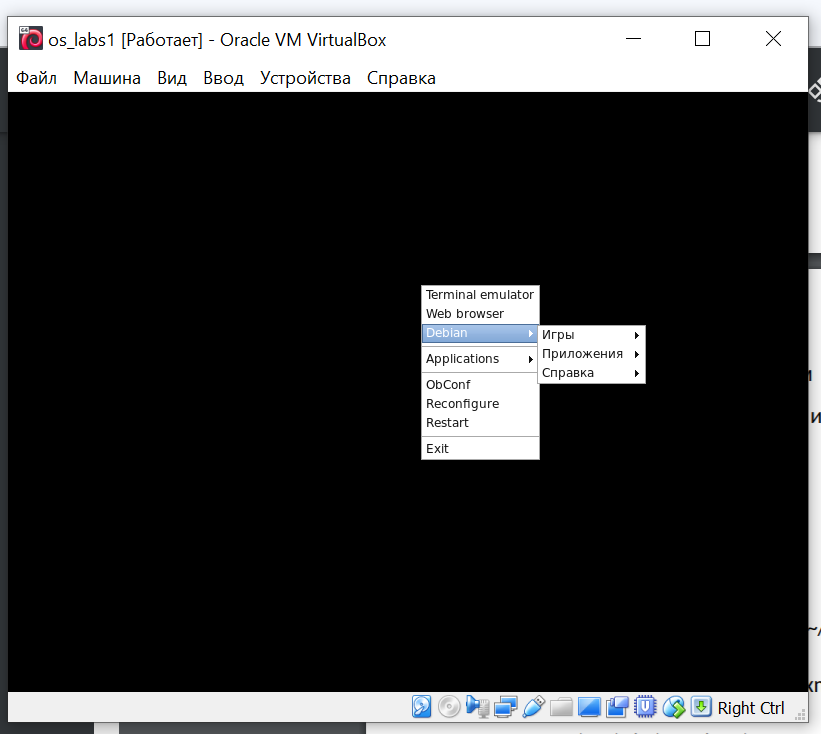 os_labs1 [Работает] - Oracle VM VirtualBox
Файл Машина Вид Ввод Устройства Справка
Terminal emulator
Web browser
Debian
Игры
Приложения
Справка
Applications
ObConf
Reconfigure
Restart
Exit
Right Ctrl